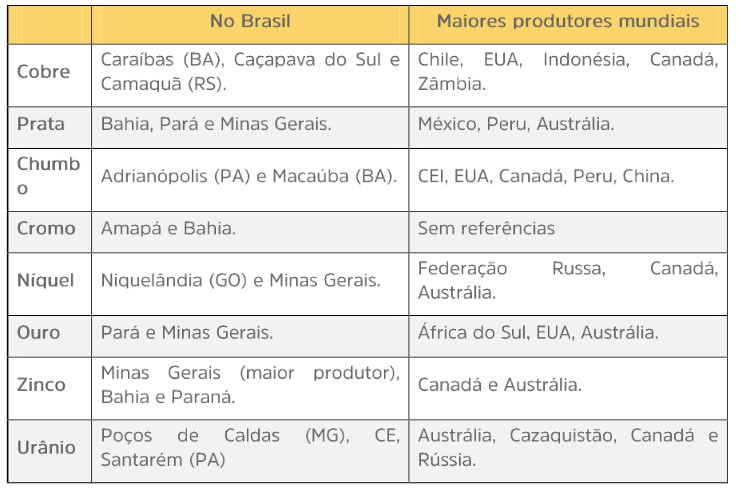 No Brasil
Maiores produtores mundiais
Cobre
Caraíbas (BA), Caçapava do Sul e
Camaquã (RS).
Chile, EUA, Indonésia, Canadá,
Zâmbia.
Prata
Bahia, Pará e Minas Gerais.
México, Peru, Austrália.
Chumb
o
Adrianópolis (PA) e Macaúba (BA).
CEI, EUA, Canadá, Peru, China.
Cromo
Amapá e Bahia.
Sem referências
Níquel
Niquelândia (GO) e Minas Gerais.
Federação Russa, Canadá,
Austrália.
Ouro
Pará e Minas Gerais.
África do Sul, EUA, Austrália.
Zinco
Minas Gerais (maior produtor),
Bahia e Paraná.
Canadá e Austrália.
Urânio
Poços de Caldas (MG), CE,
Santarém (PA)
Austrália, Cazaquistão, Canadá e
Rússia.